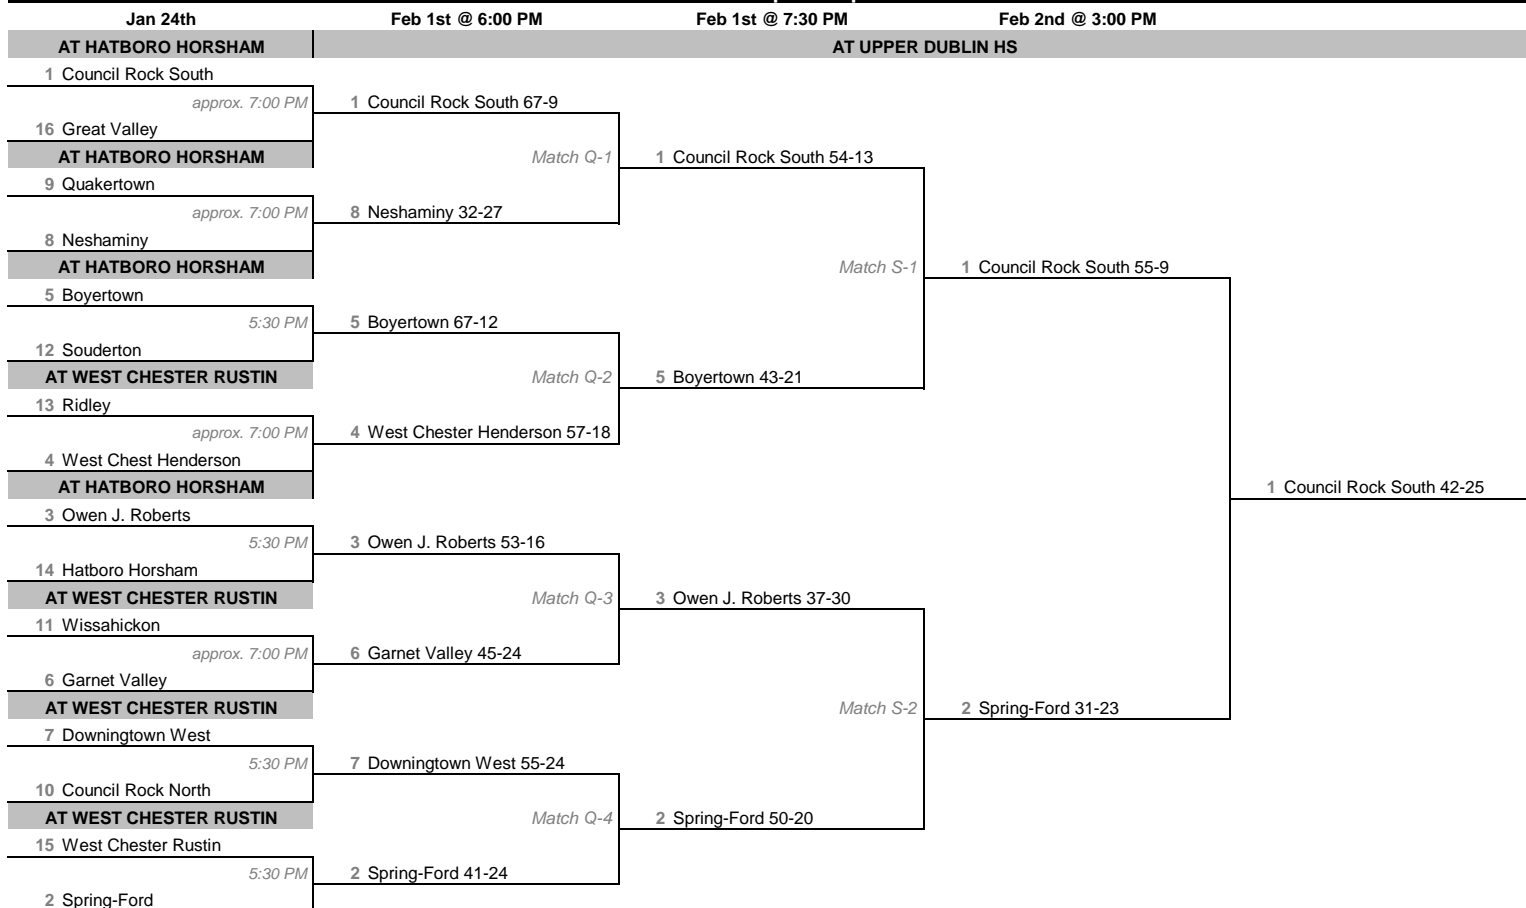 Jan 24th Feb 1st @ 6:00 PM Feb 1st @ 7:30 PM Feb 2nd @ 3:00 PM
AT HATBORO HORSHAM AT UPPER DUBLIN HS
1 Council Rock South
approx. 7:00 PM 1 Council Rock South 67-9
16 Great Valley
AT HATBORO HORSHAM Match Q-1 1 Council Rock South 54-13
9 Quakertown
approx. 7:00 PM 8 Neshaminy 32-27
8 Neshaminy
AT HATBORO HORSHAM Match S-1 1 Council Rock South 55-9
5 Boyertown
5:30 PM 5 Boyertown 67-12
12 Souderton
AT WEST CHESTER RUSTIN Match Q-2 5 Boyertown 43-21
13 Ridley
approx. 7:00 PM 4 West Chester Henderson 57-18
4 West Chest Henderson
AT HATBORO HORSHAM 1 Council Rock South 42-25
3 Owen J. Roberts
5:30 PM 3 Owen J. Roberts 53-16
14 Hatboro Horsham
AT WEST CHESTER RUSTIN Match Q-3 3 Owen J. Roberts 37-30
11 Wissahickon
approx. 7:00 PM 6 Garnet Valley 45-24
6 Garnet Valley
AT WEST CHESTER RUSTIN Match S-2 2 Spring-Ford 31-23
7 Downingtown West
5:30 PM 7 Downingtown West 55-24
10 Council Rock North
AT WEST CHESTER RUSTIN Match Q-4 2 Spring-Ford 50-20
15 West Chester Rustin
5:30 PM 2 Spring-Ford 41-24
2 Spring-Ford